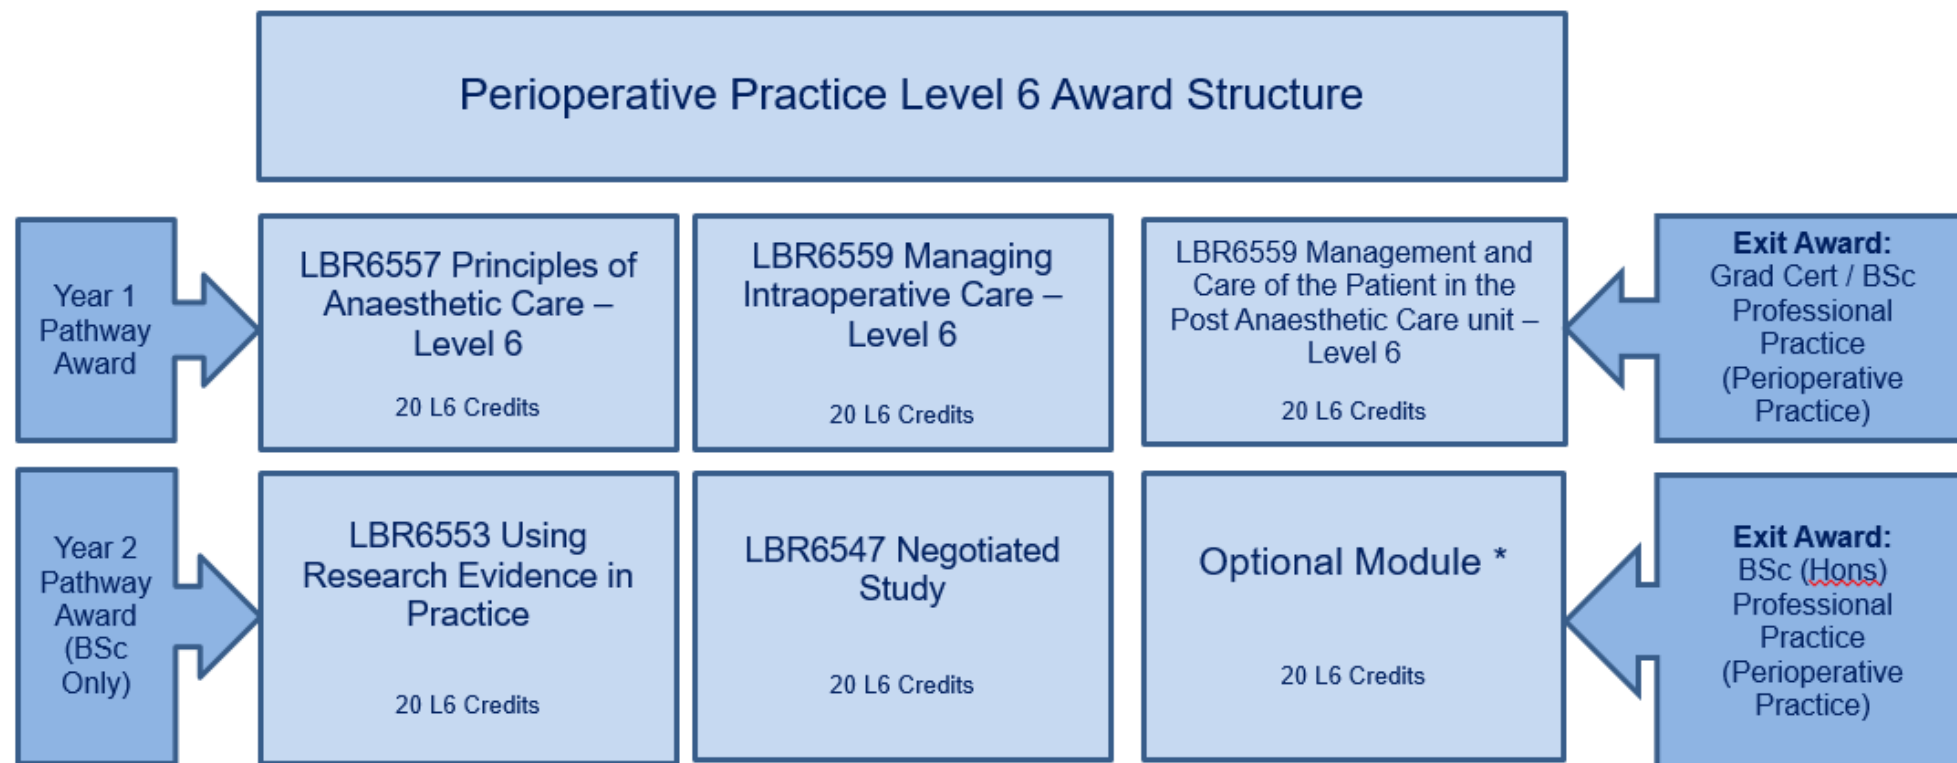 Perioperative Practice Level 6 Award Structure
Year 1
Pathway
Award
LBR6557 Principles of
Anaesthetic Care –
Level 6
20 L6 Credits
LBR6559 Managing
Intraoperative Care –
Level 6
20 L6 Credits
LBR6559 Management and
Care of the Patient in the
Post Anaesthetic Care unit –
Level 6
20 L6 Credits
Exit Award:
Grad Cert / BSc
Professional
Practice
(Perioperative
Practice)
Year 2
Pathway
Award
(BSc
Only)
LBR6553 Using
Research Evidence in
Practice
20 L6 Credits
LBR6547 Negotiated
Study
20 L6 Credits
Optional Module *
20 L6 Credits
Exit Award:
BSc (Hons)
Professional
Practice
(Perioperative
Practice)